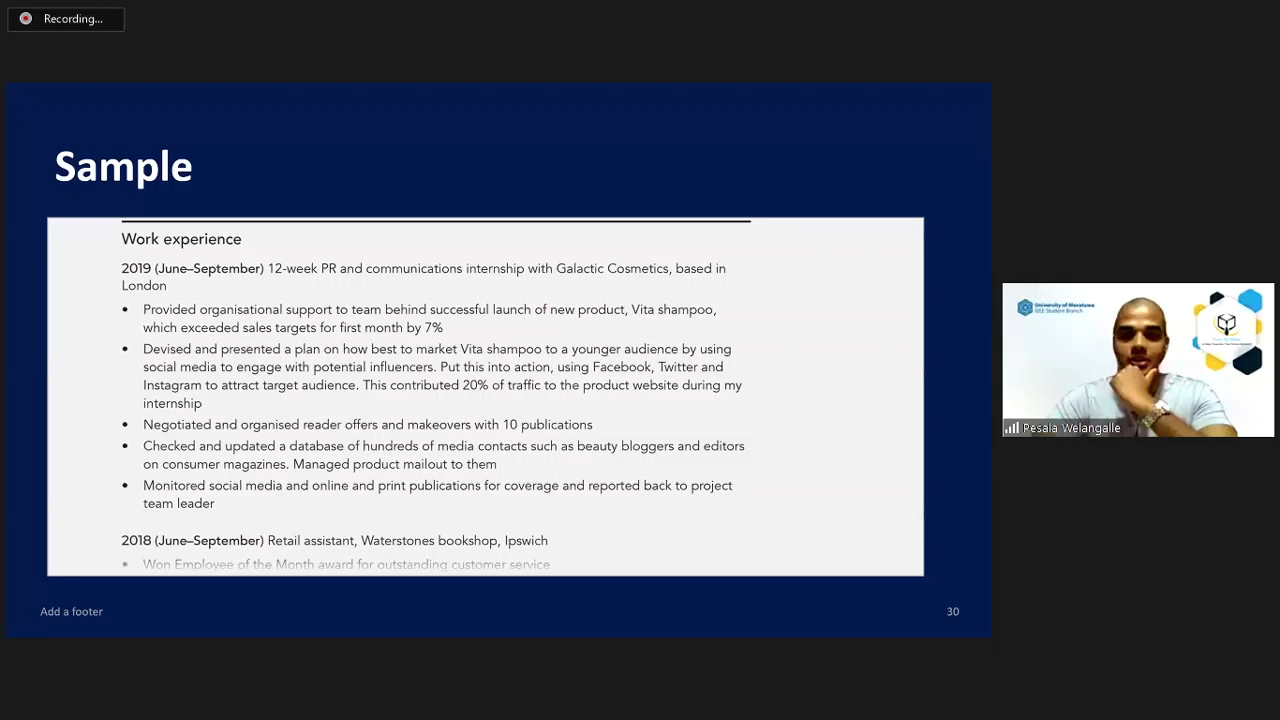 Recording...
Sample
Work experience
2019 (June–September) 12-week PR and communications internship with Galactic Cosmetics, based in
London
• Provided organisational support to team behind successful launch of new product, Vita shampoo,
which exceeded sales targets for first month by 7%
• Devised and presented a plan on how best to market Vita shampoo to a younger audience by using
social media to engage with potential influencers. Put this into action, using Facebook, Twitter and
Instagram to attract target audience. This contributed 20% of traffic to the product website during my
internship
• Negotiated and organised reader offers and makeovers with 10 publications
• Checked and updated a database of hundreds of media contacts such as beauty bloggers and editors
on consumer magazines. Managed product mailout to them
• Monitored social media and online and print publications for coverage and reported back to project
team leader
2018 (June–September) Retail assistant, Waterstones bookshop, Ipswich
• Won Employee of the Month award for outstanding customer service
Add a footer
30
University of Moratuwa
IEEE Student Branch
Pesala Welangalle